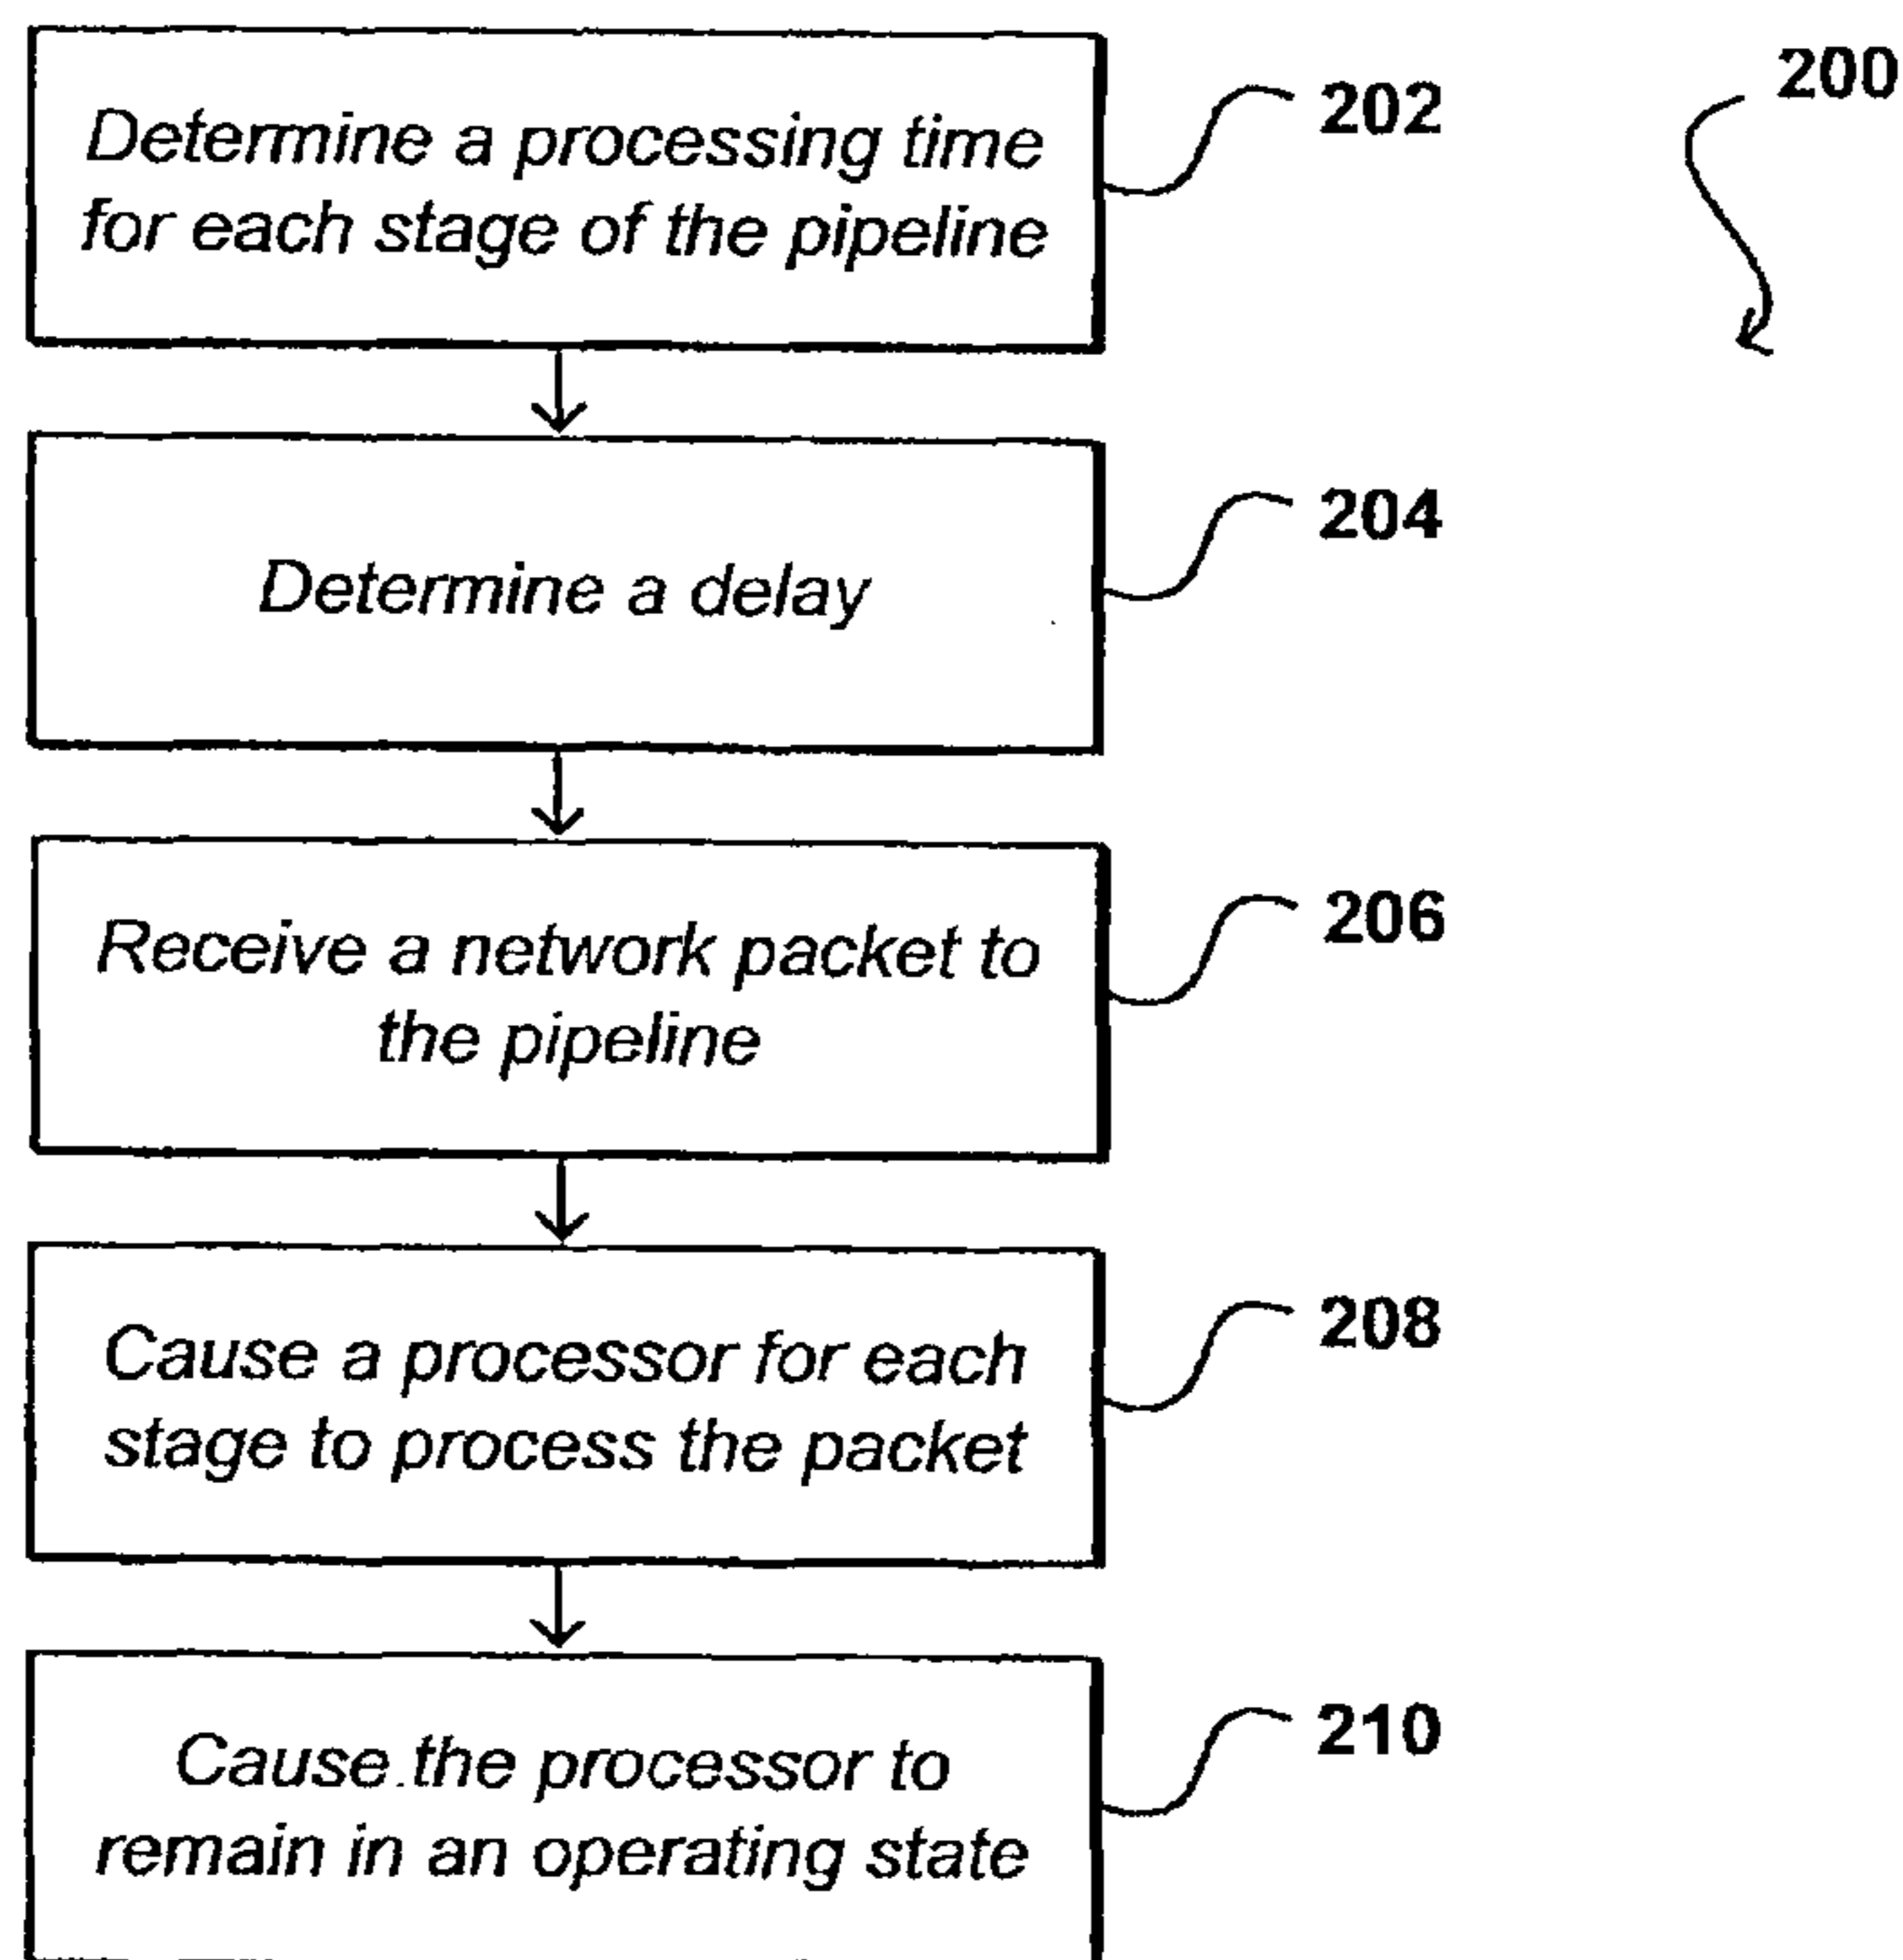 200
Determine a processing time
for each stage of the pipeline
202
Determine a delay
204
Receive a network packet to
the pipeline
206
Cause a processor for each
stage to process the packet
208
Cause the processor to
remain in an operating state
210